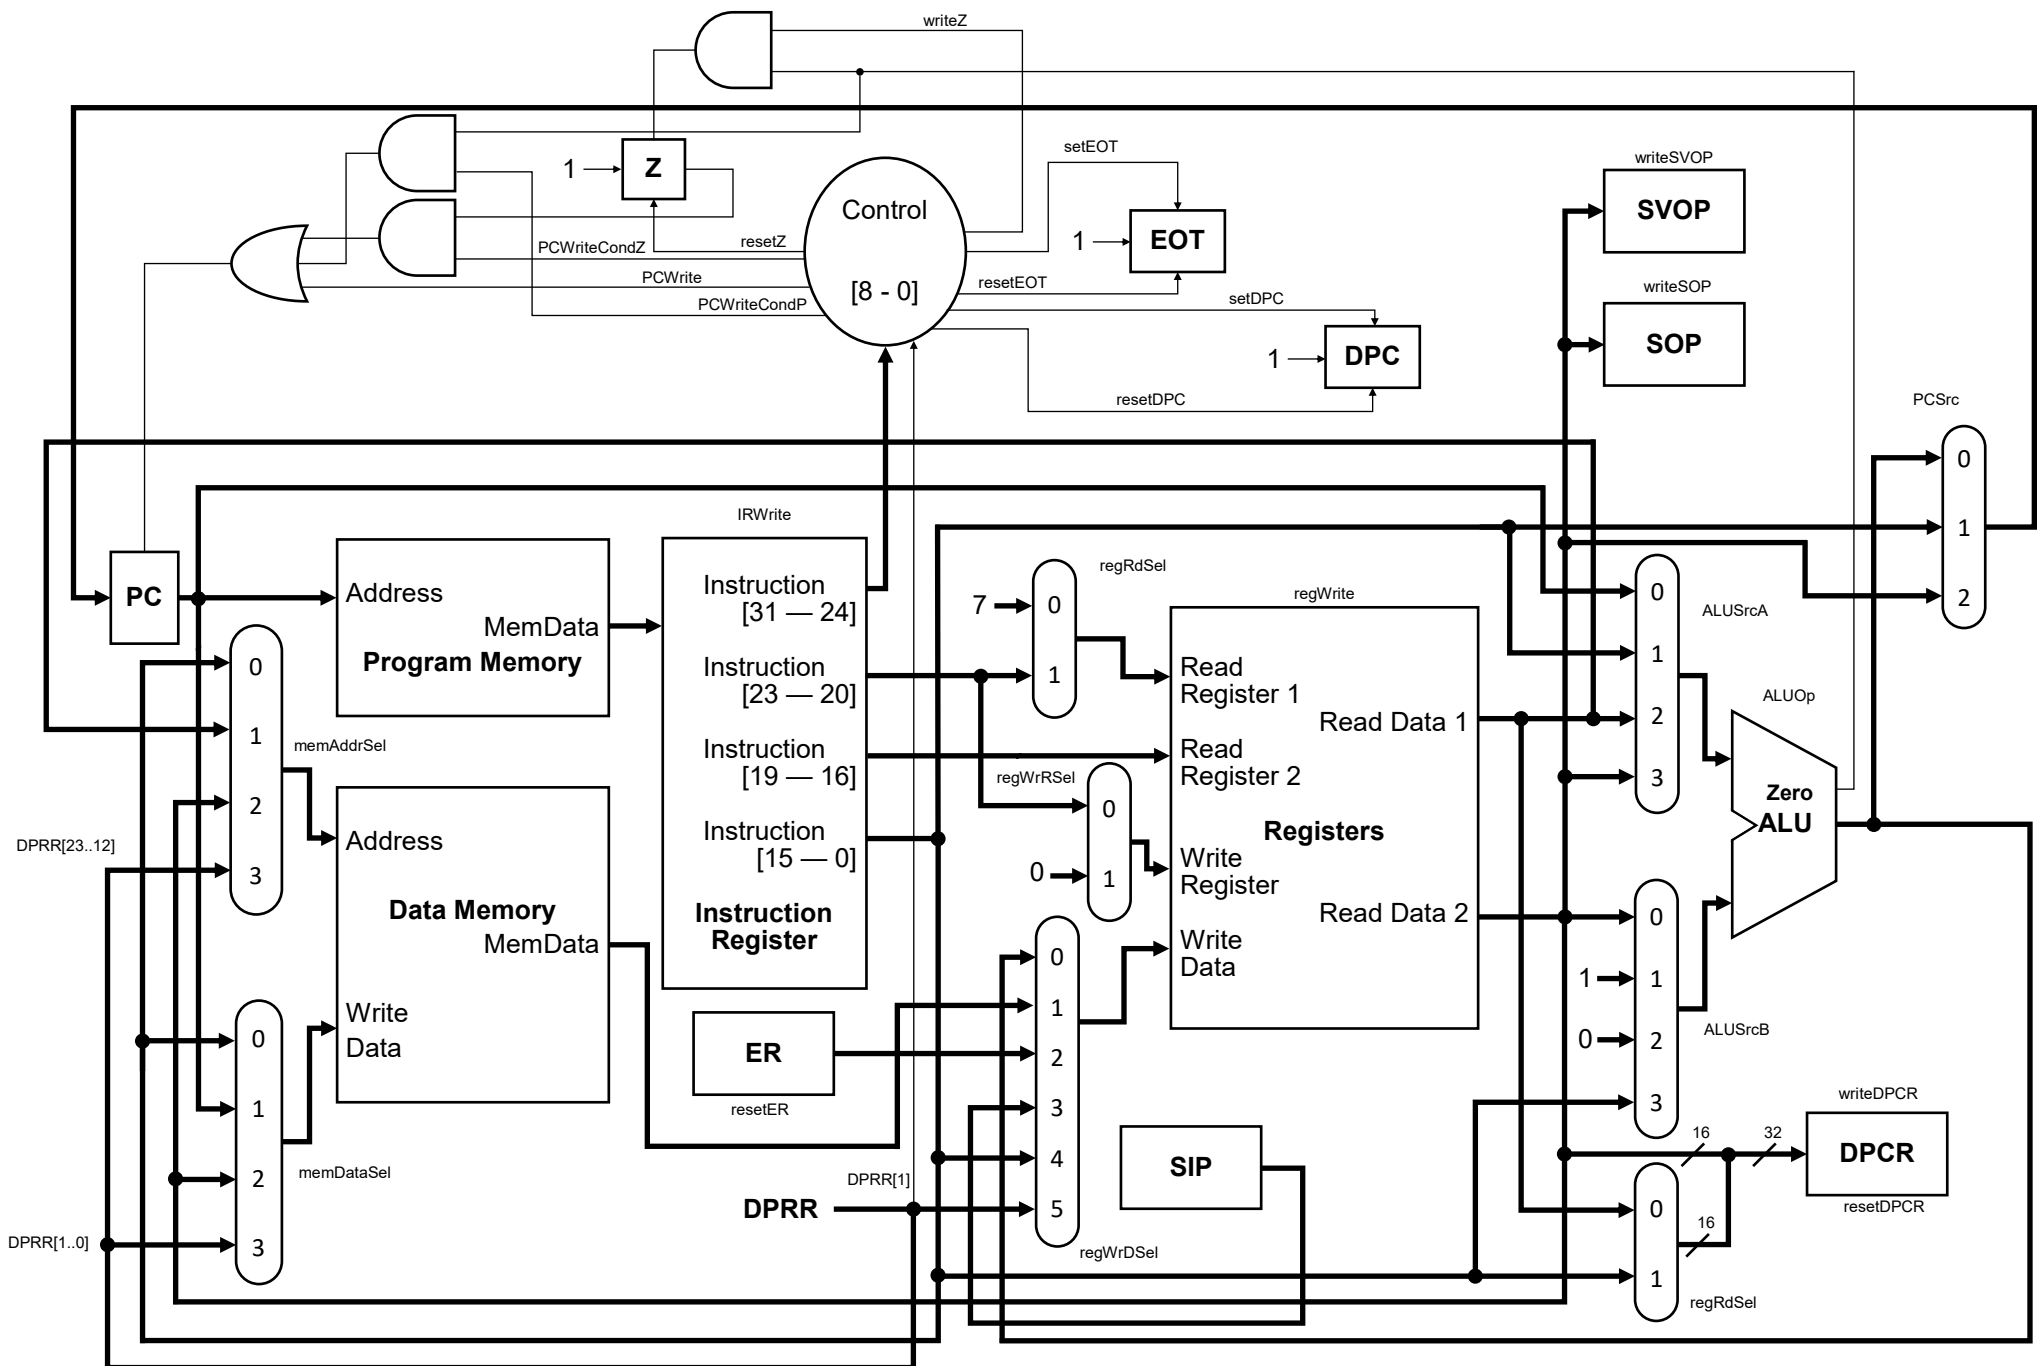 writeZ
setEOT
writeSVOP
1
Z
Control
SVOP
1
EOT
resetZ
PCWriteCondZ
PCWrite
PCWriteCondP
[8 - 0]
resetEOT
setDPC
writeSOP
SOP
1
DPC
resetDPC
PCSrc
0
1
2
IRWrite
PC
Address
MemData
Program Memory
Instruction
[31 — 24]
Instruction
[23 — 20]
Instruction
[19 — 16]
Instruction
[15 — 0]
Instruction
Register
regRdSel
7
0
1
regWrite
Read
Register 1
Read Data 1
Read
Register 2
Registers
Write
Register
Read Data 2
Write
Data
regWrRSel
0
0
1
ALUSrcA
0
1
2
3
ALUOp
Zero
ALU
0
1
2
3
memAddrSel
DPRR[23..12]
Address
Data Memory
MemData
Write
Data
0
1
2
3
memDataSel
DPRR[1..0]
ER
resetER
DPRR
DPRR[1]
0
1
2
3
4
5
regWrDSel
SIP
0
1
1
0
2
3
ALUSrcB
writeDPCR
16
32
DPCR
resetDPCR
0
16
1
regRdSel